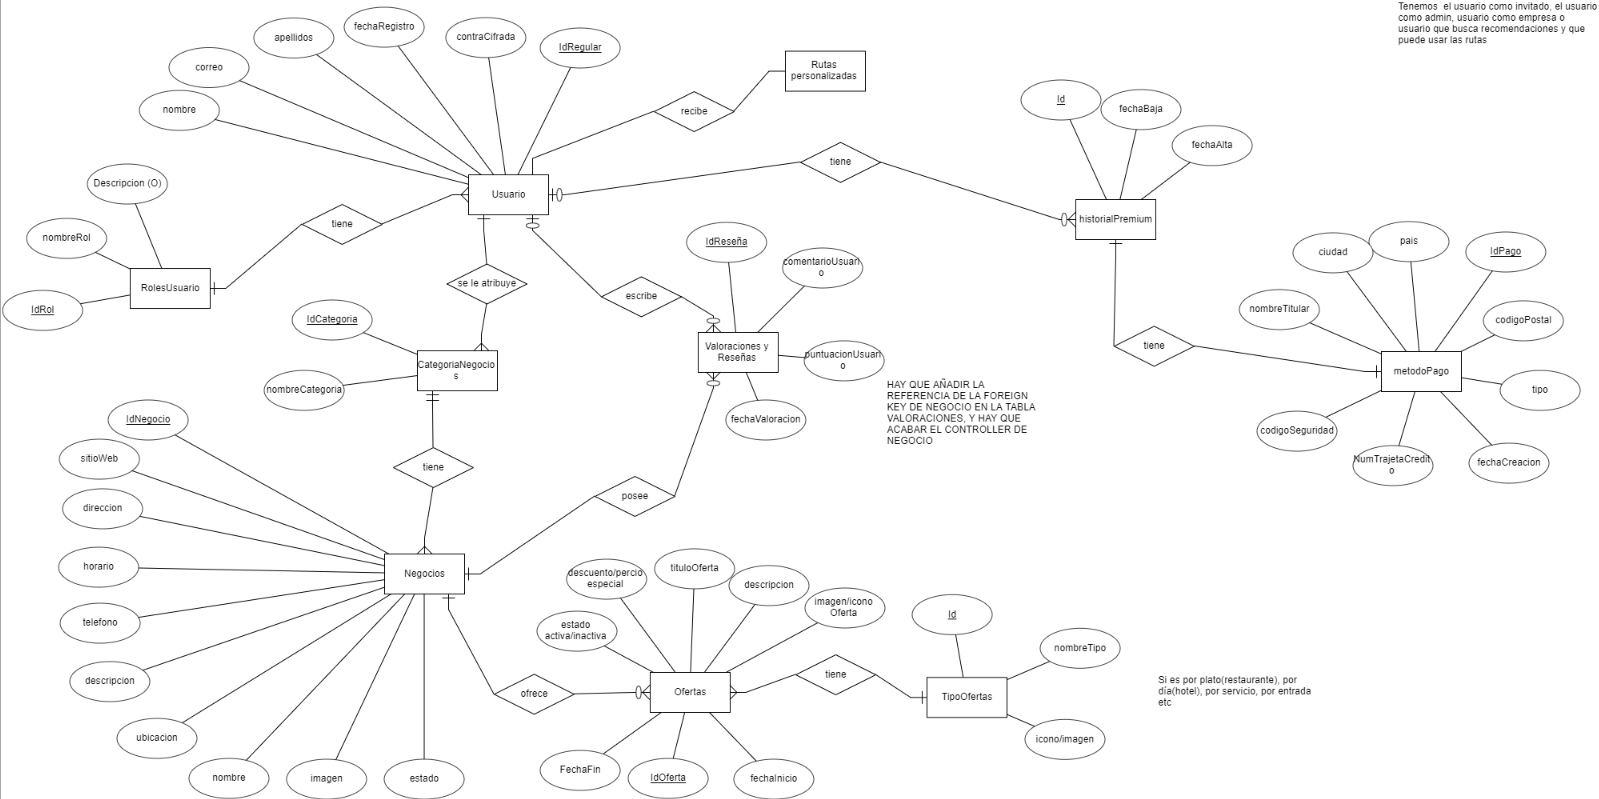 Tenemos el usuario como invitado, el usuario
como admin, usuario como empresa o
usuario que busca recomendaciones y que
puede usar las rutas
fechaRegistro
apellidos
contraCifrada
IdRegular
correo
nombre
Rutas
personalizadas
recibe
Id
fechaBaja
fechaAlta
tiene
Descripcion (O)
Usuario
nombreRol
tiene
historialPremium
RolesUsuario
IdRol
se le atribuye
escribe
IdReseña
comentarioUsuari
o
ciudad
pais
IdPago
nombreTitular
codigoPostal
IdCategoria
CategoriaNegocio
s
nombreCategoria
Valoraciones y
Reseñas
puntuacionUsuari
o
tiene
metodoPago
tipo
HAY QUE AÑADIR LA
REFERENCIA DE LA FOREIGN
KEY DE NEGOCIO EN LA TABLA
VALORACIONES, Y HAY QUE
ACABAR EL CONTROLLER DE
NEGOCIO
fechaValoracion
codigoSeguridad
NumTrajetaCredit
o
fechaCreacion
IdNegocio
sitioWeb
direccion
horario
telefono
descripcion
ubicacion
nombre
imagen
estado
tiene
posee
Negocios
descuento/percio
especial
tituloOferta
descripcion
imagen/icono
Oferta
estado
activa/inactiva
ofrece
Ofertas
tiene
FechaFin
IdOferta
fechaInicio
Id
nombreTipo
TipoOfertas
icono/imagen
Si es por plato(restaurante), por
día(hotel), por servicio, por entrada
etc